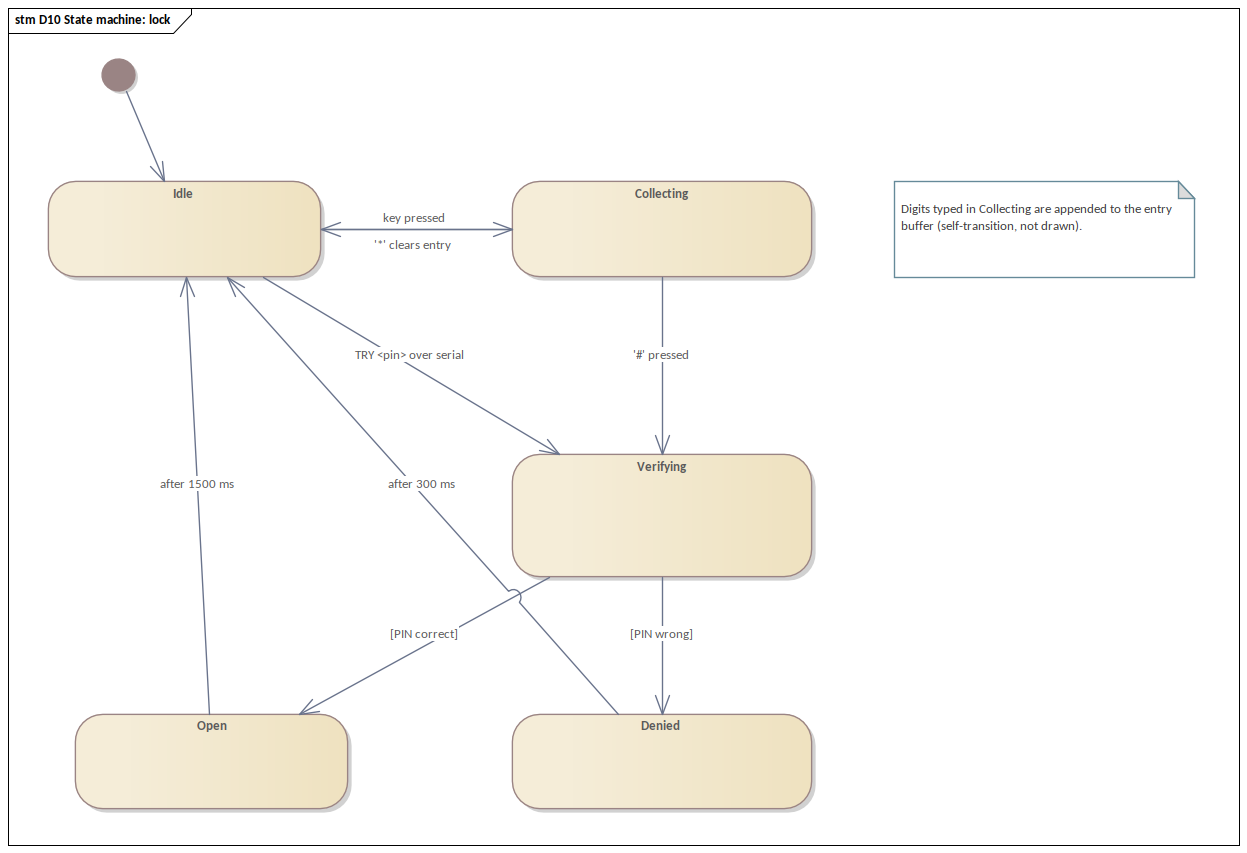 stm D10 State machine: lock
Idle
Collecting
Digits typed in Collecting are appended to the entry
buffer (self-transition, not drawn).
key pressed
'*' clears entry
TRY <pin> over serial
'#' pressed
Verifying
after 1500 ms
after 300 ms
[PIN correct]
[PIN wrong]
Open
Denied